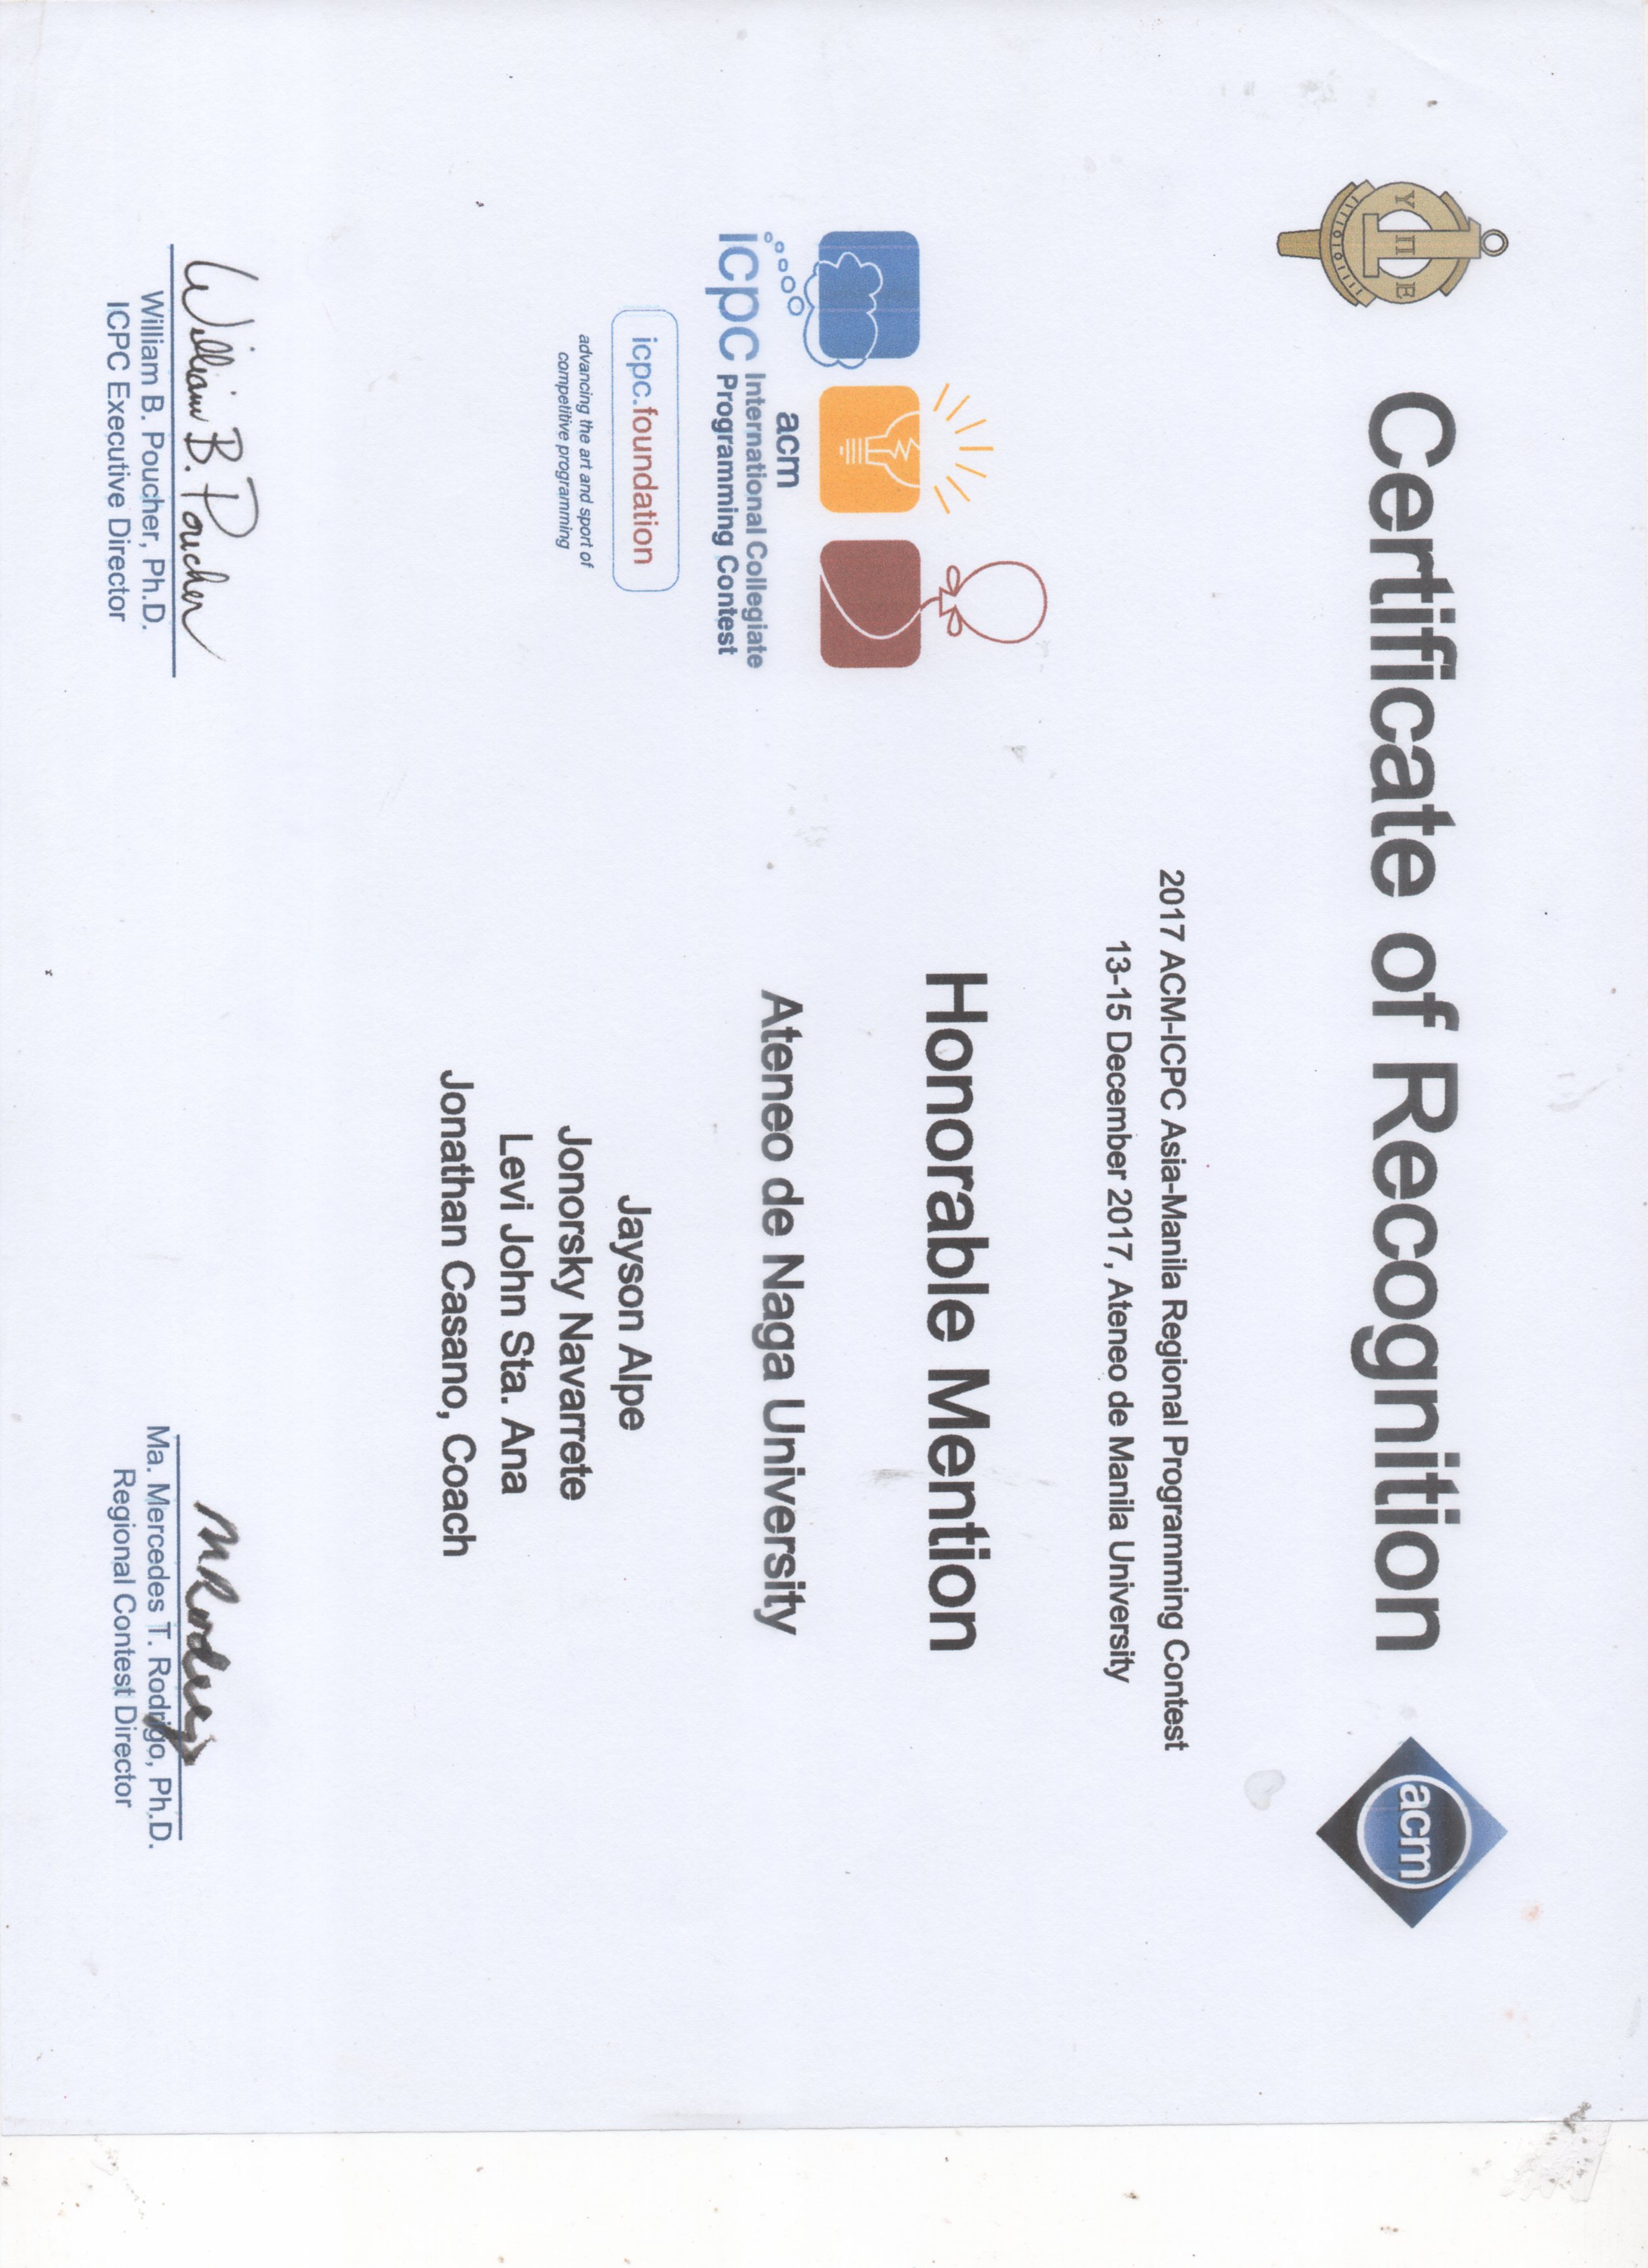 Certificate of Recognition
Υ Π Ε
1111010111111
acm
2017 ACM-ICPC Asia-Manila Regional Programming Contest
13-15 December 2017, Ateneo de Manila University
Honorable Mention
Ateneo de Naga University
acm
icpc International Collegiate
Programming Contest
icpc.foundation
advancing the art and sport of
competitive programming
Jayson Alpe
Jonorsky Navarrete
Levi John Sta. Ana
Jonathan Casano, Coach
William B. Poucher
William B. Poucher, Ph.D.
ICPC Executive Director
MRodrigo
Ma. Mercedes T. Rodrigo, Ph.D.
Regional Contest Director